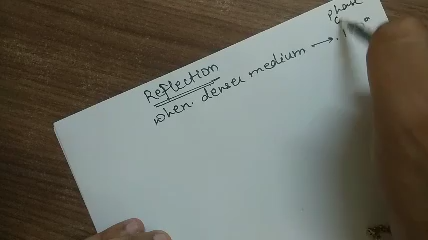 Phase
Reflection
when. denser medium →